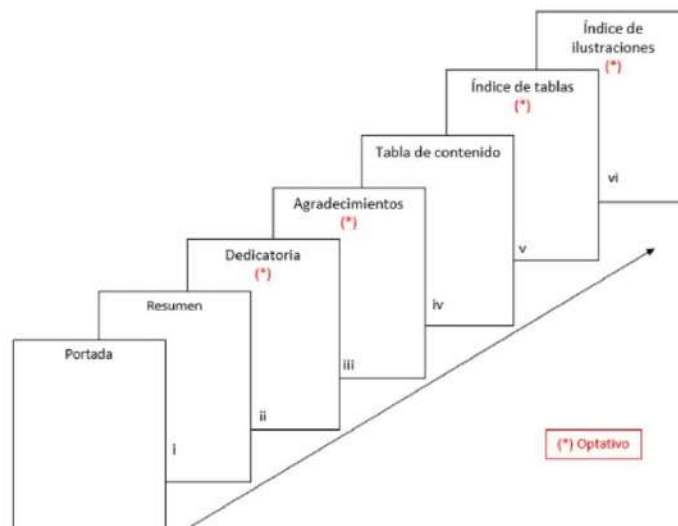 Índice de
ilustraciones
(*)
Índice de tablas
(*)
vi
Tabla de contenido
v
Agradecimientos
(*)
iv
Dedicatoria
(*)
iii
Resumen
ii
Portada
i
(*) Optativo